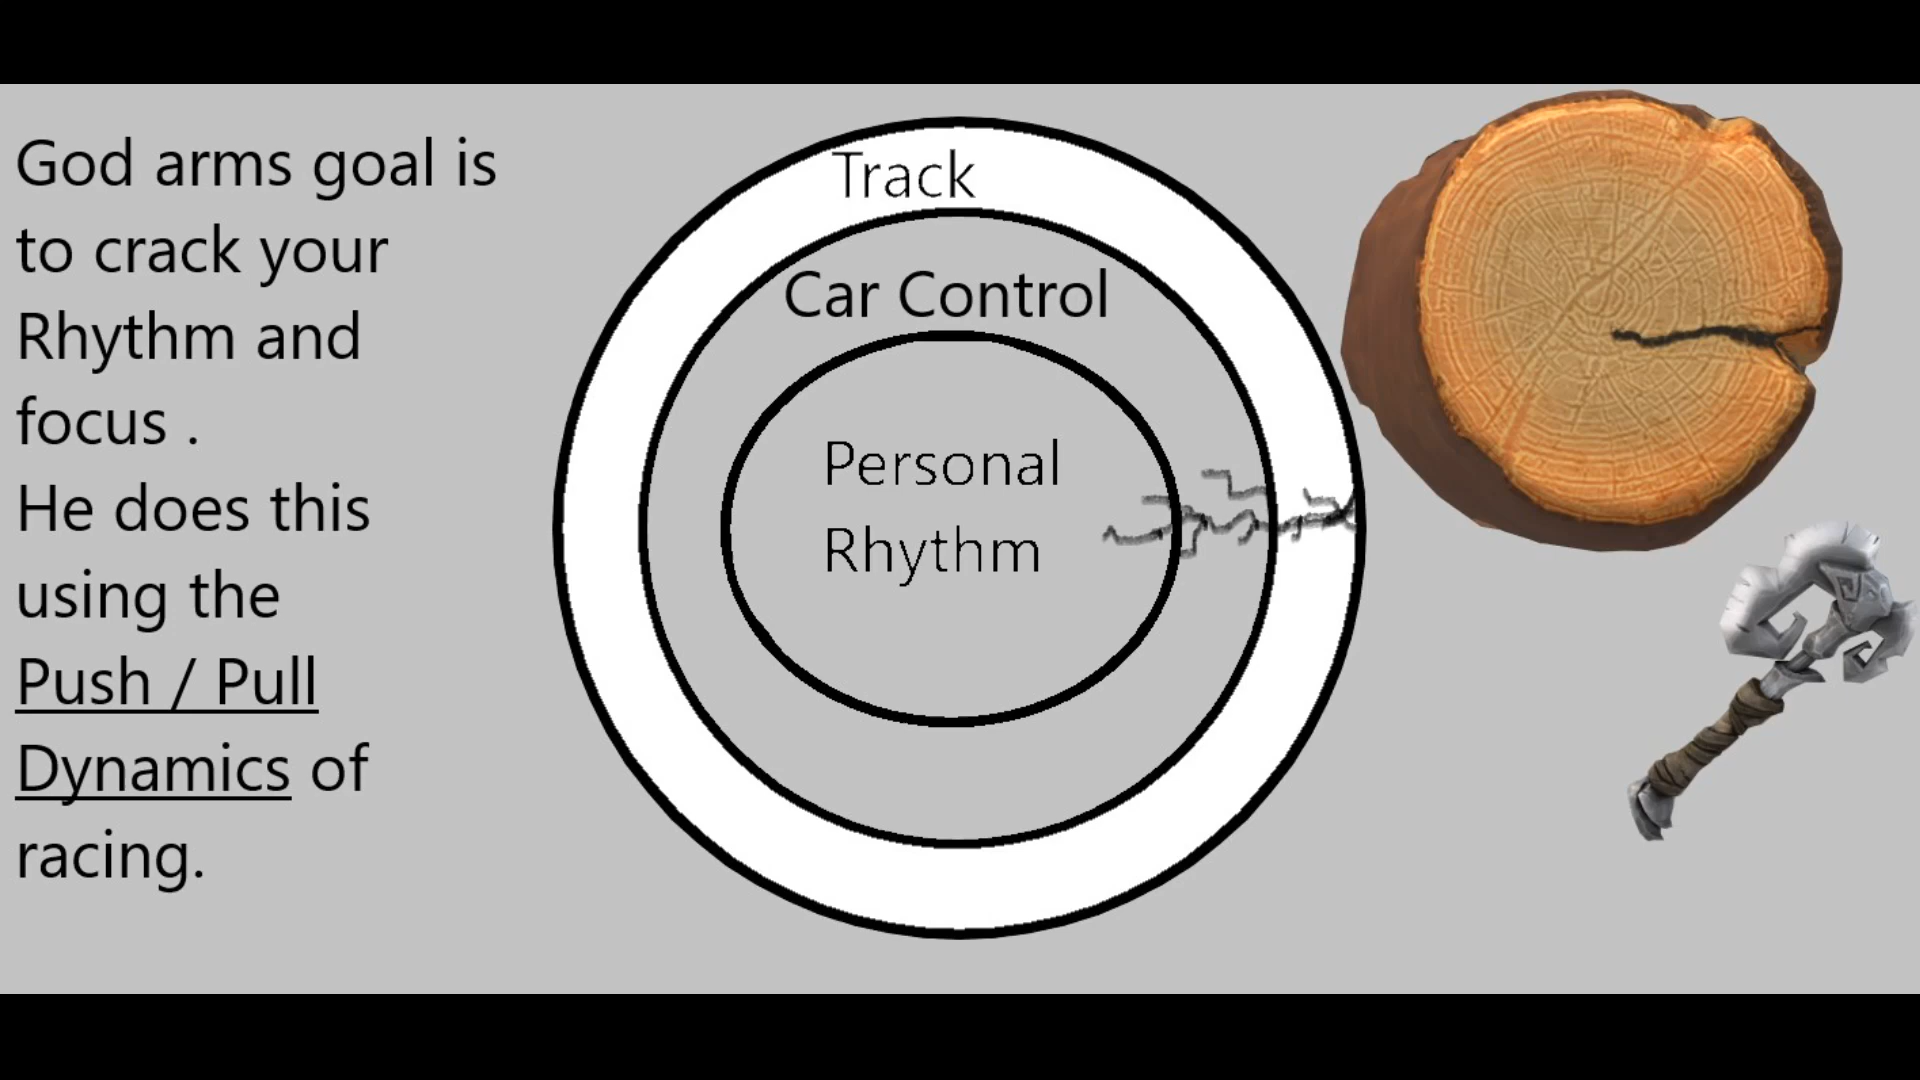 God arms goal is
to crack your
Rhythm and
focus .
He does this
using the
Push / Pull
Dynamics of
racing.
Track
Car Control
Personal
Rhythm